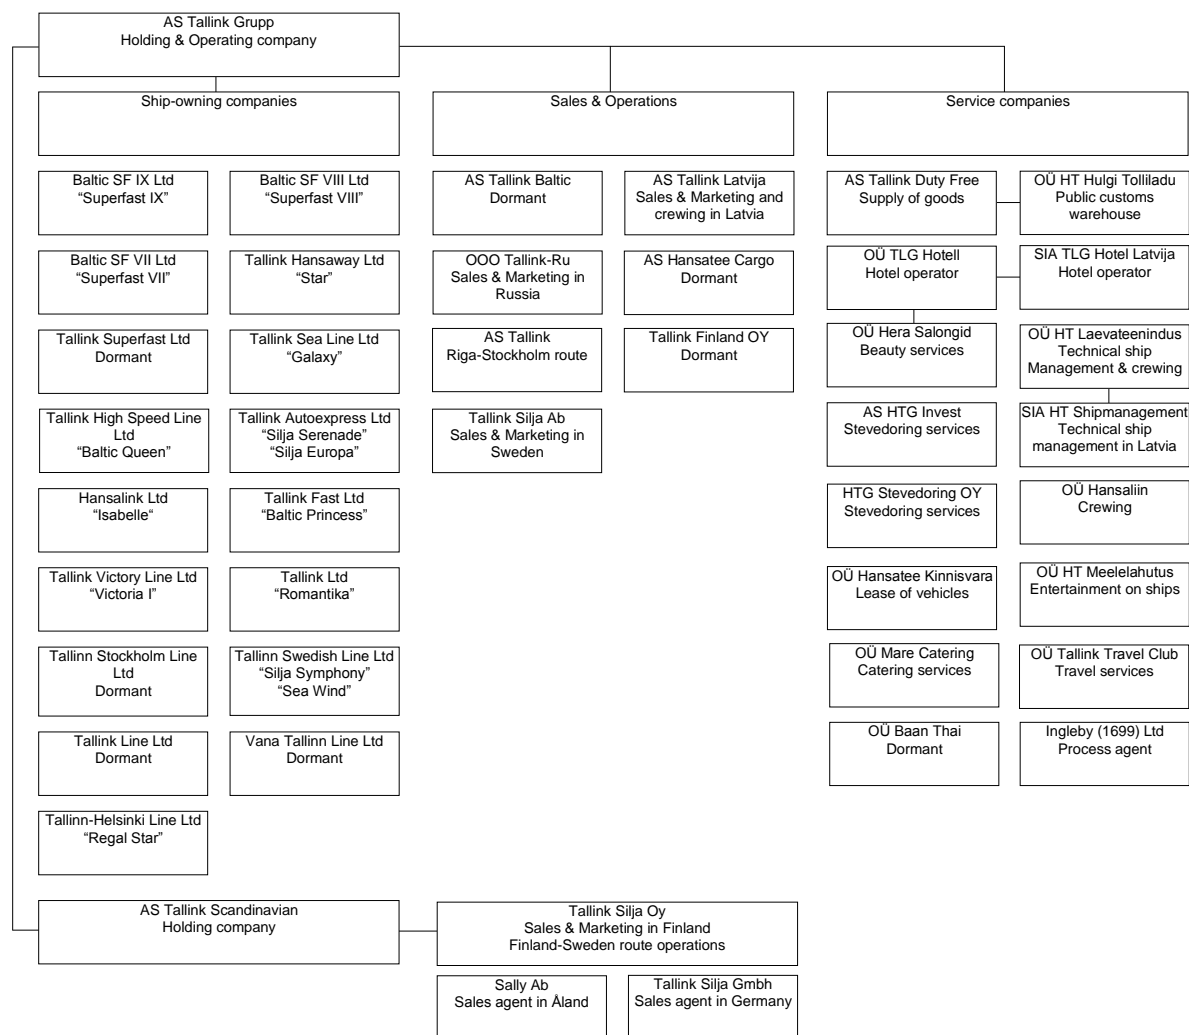 AS Tallink Grupp
Holding & Operating company
Ship-owning companies
Sales & Operations
Service companies
Baltic SF IX Ltd
“Superfast IX”
Baltic SF VIII Ltd
“Superfast VIII”
AS Tallink Baltic
Dormant
AS Tallink Latvija
Sales & Marketing and
crewing in Latvia
AS Tallink Duty Free
Supply of goods
OÜ HT Hulgi Tolliladu
Public customs
warehouse
Baltic SF VII Ltd
“Superfast VII”
Tallink Hansaway Ltd
“Star”
OOO Tallink-Ru
Sales & Marketing in
Russia
AS Hansatee Cargo
Dormant
OÜ TLG Hotell
Hotel operator
SIA TLG Hotel Latvija
Hotel operator
Tallink Superfast Ltd
Dormant
Tallink Sea Line Ltd
“Galaxy”
AS Tallink
Riga-Stockholm route
Tallink Finland OY
Dormant
OÜ Hera Salongid
Beauty services
OÜ HT Laevateenindus
Technical ship
Management & crewing
Tallink High Speed Line
Ltd
“Baltic Queen”
Tallink Autoexpress Ltd
“Silja Serenade”
“Silja Europa”
Tallink Silja Ab
Sales & Marketing in
Sweden
AS HTG Invest
Stevedoring services
SIA HT Shipmanagement
Technical ship
management in Latvia
Hansalink Ltd
“Isabelle“
Tallink Fast Ltd
“Baltic Princess”
HTG Stevedoring OY
Stevedoring services
OÜ Hansaliin
Crewing
Tallink Victory Line Ltd
“Victoria I”
Tallink Ltd
“Romantika”
OÜ Hansatee Kinnisvara
Lease of vehicles
OÜ HT Meelelahutus
Entertainment on ships
Tallinn Stockholm Line
Ltd
Dormant
Tallinn Swedish Line Ltd
“Silja Symphony”
“Sea Wind”
OÜ Mare Catering
Catering services
OÜ Tallink Travel Club
Travel services
Tallink Line Ltd
Dormant
Vana Tallinn Line Ltd
Dormant
OÜ Baan Thai
Dormant
Ingleby (1699) Ltd
Process agent
Tallinn-Helsinki Line Ltd
“Regal Star”
AS Tallink Scandinavian
Holding company
Tallink Silja Oy
Sales & Marketing in Finland
Finland-Sweden route operations
Sally Ab
Sales agent in Åland
Tallink Silja Gmbh
Sales agent in Germany